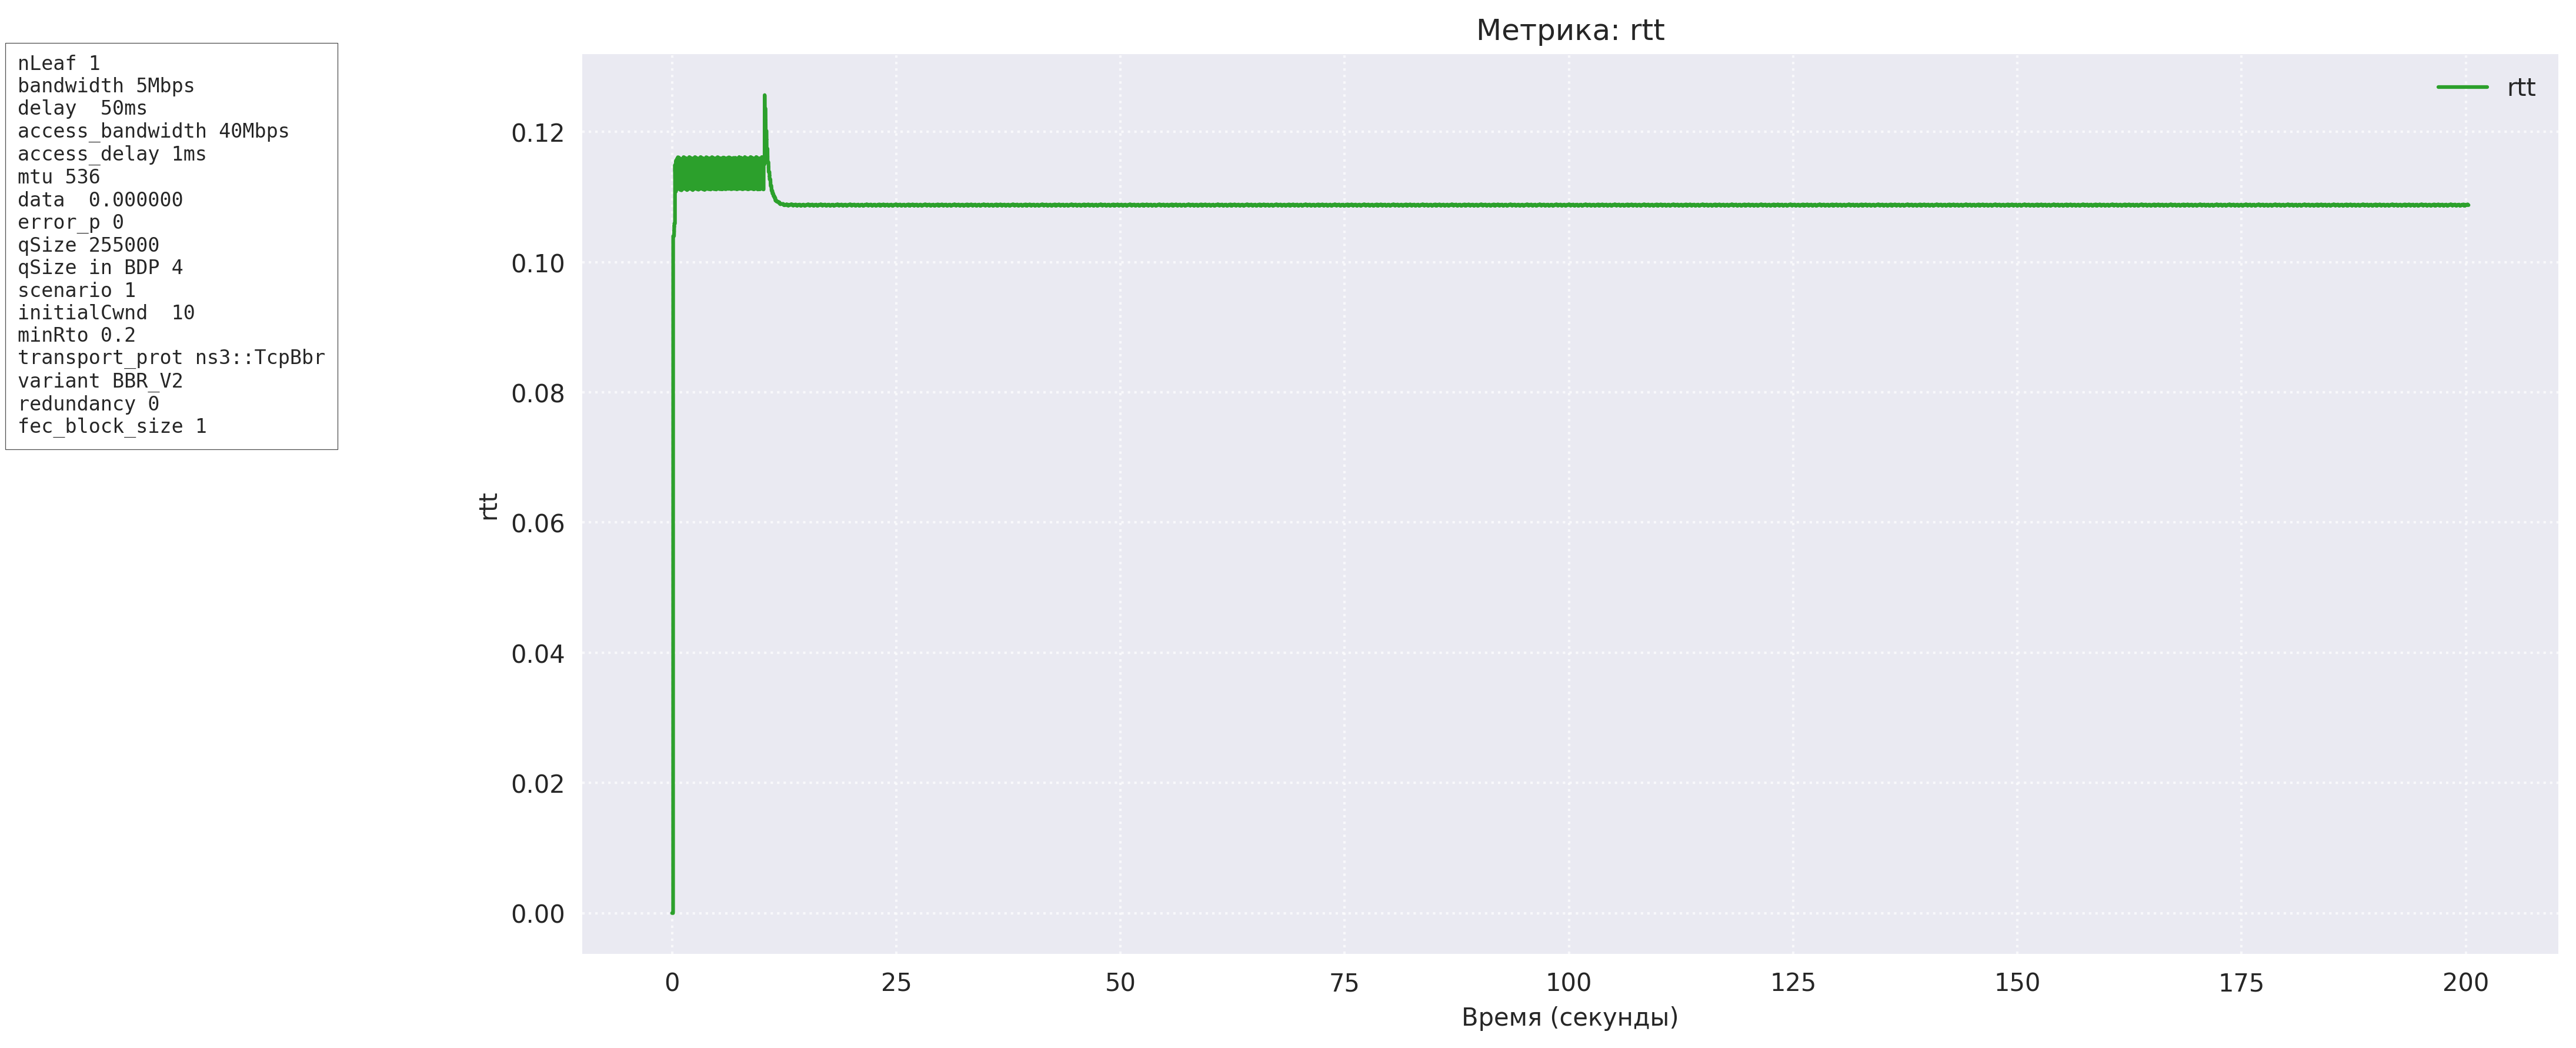 nLeaf 1
bandwidth 5Mbps
delay  50ms
access_bandwidth 40Mbps
access_delay 1ms
mtu 536
data  0.000000
error_p 0
qSize 255000
qSize in BDP 4
scenario 1
initialCwnd  10
minRto 0.2
transport_prot ns3::TcpBbr
variant BBR_V2
redundancy 0
fec_block_size 1
Метрика: rtt
rtt
rtt
0.12
0.10
0.08
0.06
0.04
0.02
0.00
0 25 50 75 100 125 150 175 200
Время (секунды)